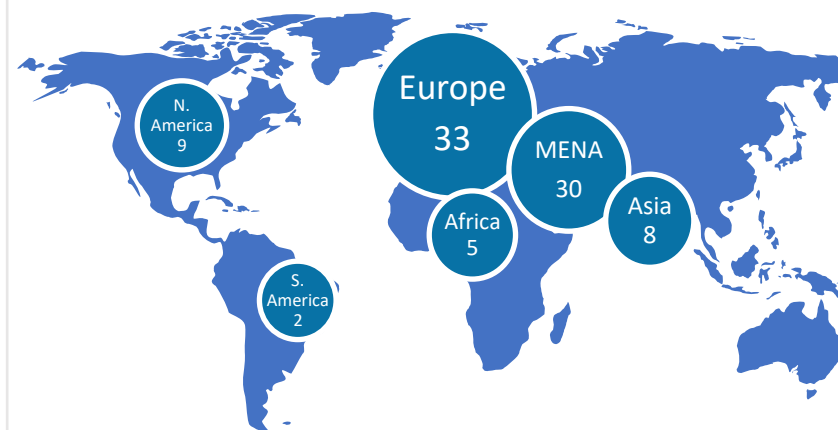 N.
America
9
Europe
33
MENA
30
Africa
5
Asia
8
S.
America
2